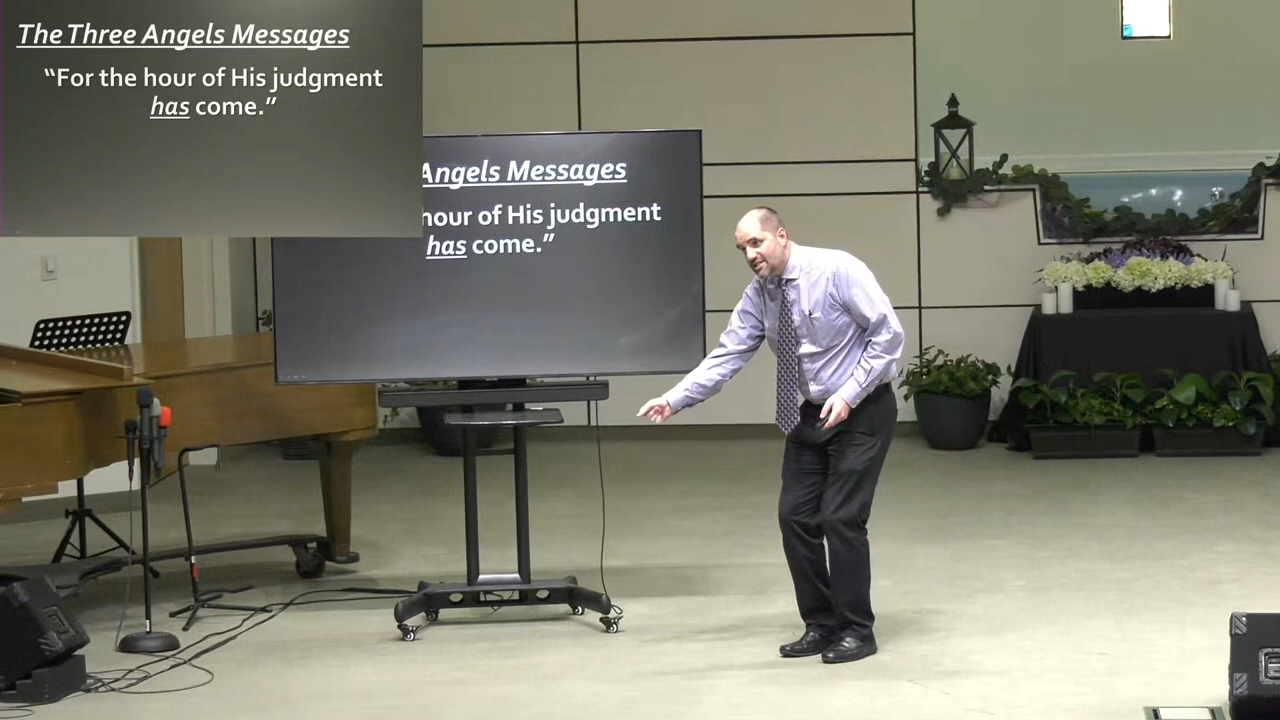 The Three Angels Messages
“For the hour of His judgment
has come.”
Angels Messages
hour of His judgment
has come.”